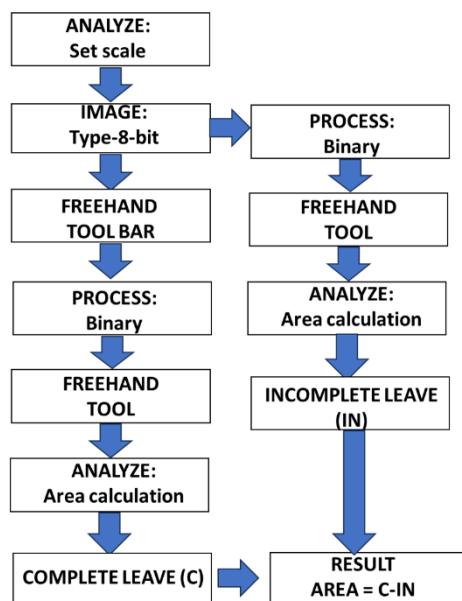 ANALYZE:
Set scale
IMAGE:
Type-8-bit
FREEHAND
TOOL BAR
PROCESS:
Binary
FREEHAND
TOOL
ANALYZE:
Area calculation
COMPLETE LEAVE (C)
PROCESS:
Binary
FREEHAND
TOOL
ANALYZE:
Area calculation
INCOMPLETE LEAVE
(IN)
RESULT
AREA = C-IN